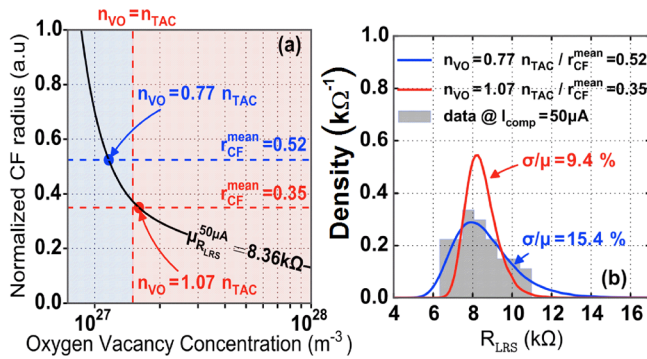 n_VO=n_TAC
(a)
Normalized CF radius (a.u)
1.0
0.8
0.6
0.4
0.2
0.0
n_VO=0.77 n_TAC
r_CF^mean=0.52
r_CF^mean=0.35
μ_{R_LRS}^{50μA}=8.36kΩ
n_VO=1.07 n_TAC
10^27
10^28
Oxygen Vacancy Concentration (m^-3)
Density (kΩ^-1)
1.0
0.8
0.6
0.4
0.2
0.0
n_VO=0.77 n_TAC / r_CF^mean=0.52
n_VO=1.07 n_TAC / r_CF^mean=0.35
data @ I_comp=50μA
σ/μ=9.4 %
σ/μ=15.4 %
(b)
4 6 8 10 12 14 16
R_LRS (kΩ)